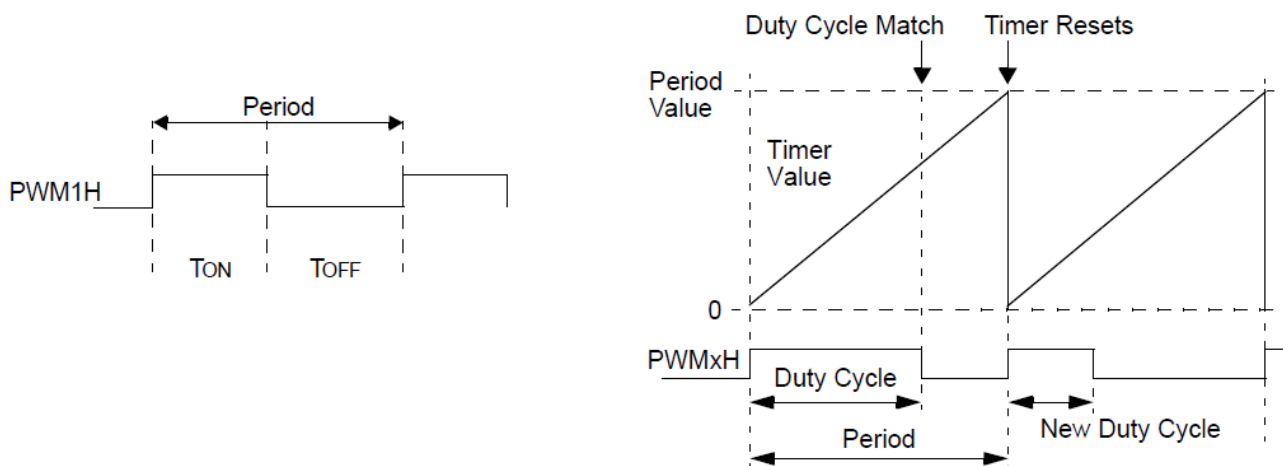 Period
PWM1H
TON
TOFF
Duty Cycle Match
Timer Resets
Period
Value
Timer
Value
0
PWMxH
Duty Cycle
New Duty Cycle
Period